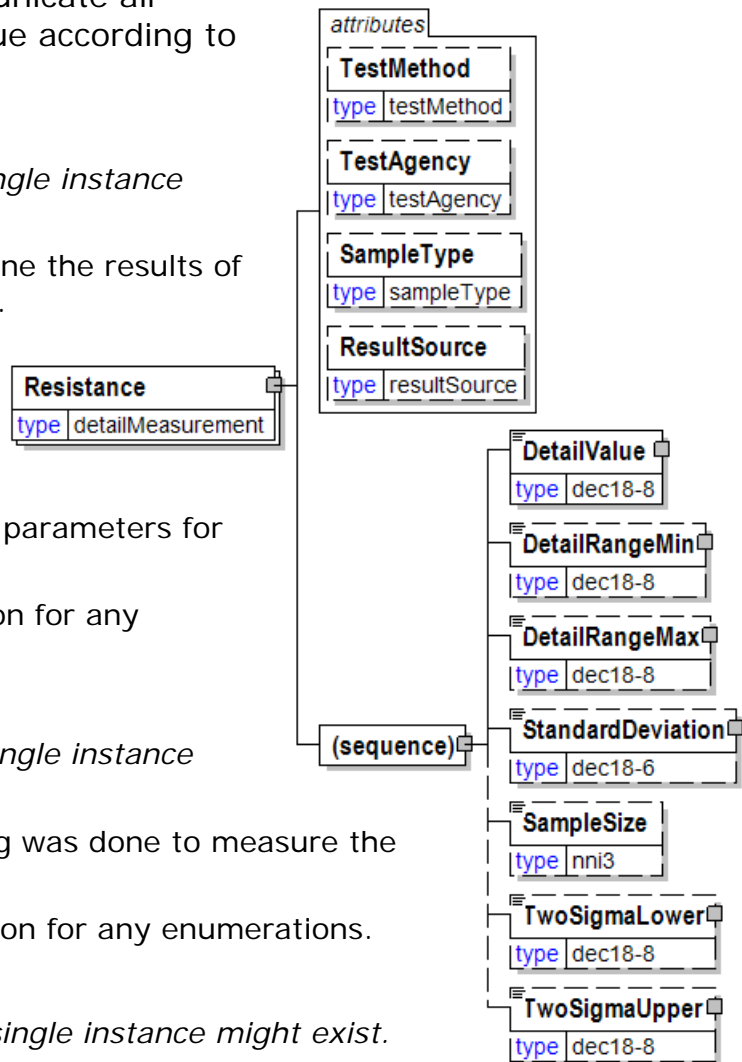 unicate all
ue according to
ngle instance
ne the results of
.
parameters for
on for any
ngle instance
g was done to measure the
on for any enumerations.
single instance might exist.
Resistance
type detailMeasurement
attributes
TestMethod
type testMethod
TestAgency
type testAgency
SampleType
type sampleType
ResultSource
type resultSource
(sequence)
DetailValue
type dec18-8
DetailRangeMin
type dec18-8
DetailRangeMax
type dec18-8
StandardDeviation
type dec18-6
SampleSize
type nni3
TwoSigmaLower
type dec18-8
TwoSigmaUpper
type dec18-8